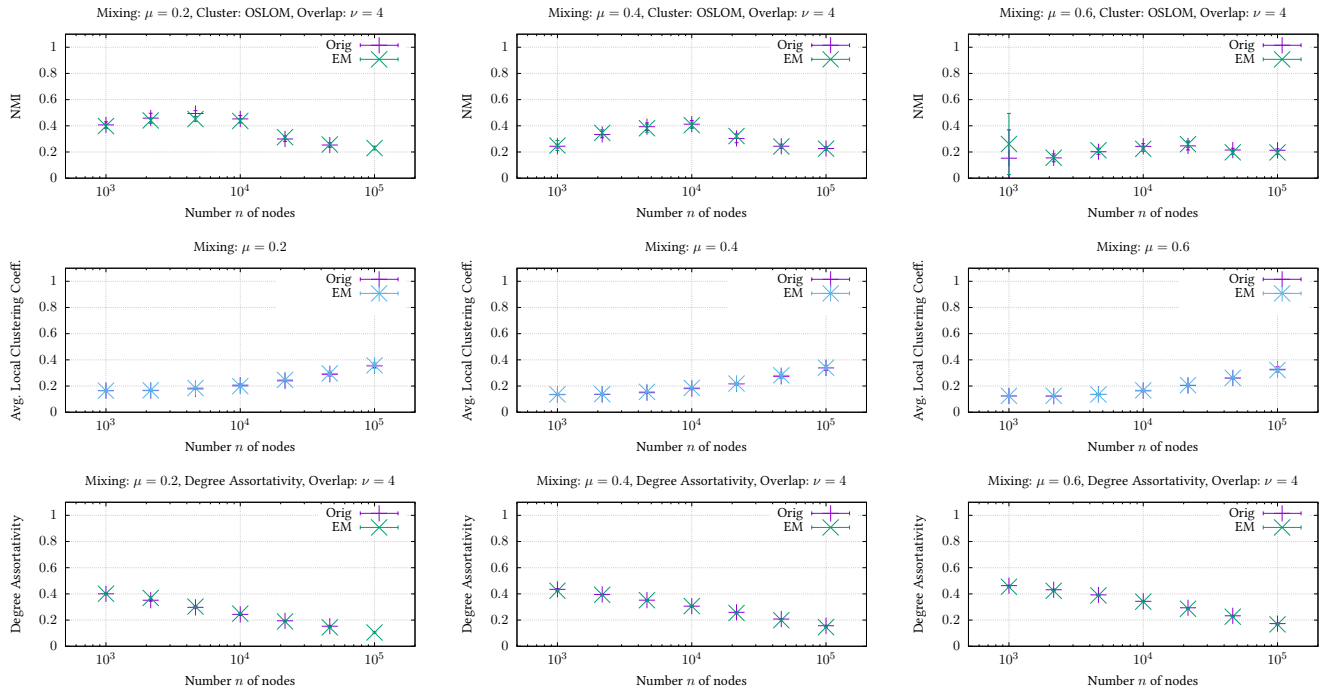 Mixing: μ = 0.2, Cluster: OSLOM, Overlap: ν = 4
NMI
1
0.8
0.6
0.4
0.2
0
10³ 10⁴ 10⁵
Number n of nodes
Orig
EM
Mixing: μ = 0.4, Cluster: OSLOM, Overlap: ν = 4
NMI
1
0.8
0.6
0.4
0.2
0
10³ 10⁴ 10⁵
Number n of nodes
Orig
EM
Mixing: μ = 0.6, Cluster: OSLOM, Overlap: ν = 4
NMI
1
0.8
0.6
0.4
0.2
0
10³ 10⁴ 10⁵
Number n of nodes
Orig
EM
Mixing: μ = 0.2
Avg. Local Clustering Coeff.
1
0.8
0.6
0.4
0.2
0
10³ 10⁴ 10⁵
Number n of nodes
Orig
EM
Mixing: μ = 0.4
Avg. Local Clustering Coeff.
1
0.8
0.6
0.4
0.2
0
10³ 10⁴ 10⁵
Number n of nodes
Orig
EM
Mixing: μ = 0.6
Avg. Local Clustering Coeff.
1
0.8
0.6
0.4
0.2
0
10³ 10⁴ 10⁵
Number n of nodes
Orig
EM
Mixing: μ = 0.2, Degree Assortativity, Overlap: ν = 4
Degree Assortativity
1
0.8
0.6
0.4
0.2
0
10³ 10⁴ 10⁵
Number n of nodes
Orig
EM
Mixing: μ = 0.4, Degree Assortativity, Overlap: ν = 4
Degree Assortativity
1
0.8
0.6
0.4
0.2
0
10³ 10⁴ 10⁵
Number n of nodes
Orig
EM
Mixing: μ = 0.6, Degree Assortativity, Overlap: ν = 4
Degree Assortativity
1
0.8
0.6
0.4
0.2
0
10³ 10⁴ 10⁵
Number n of nodes
Orig
EM